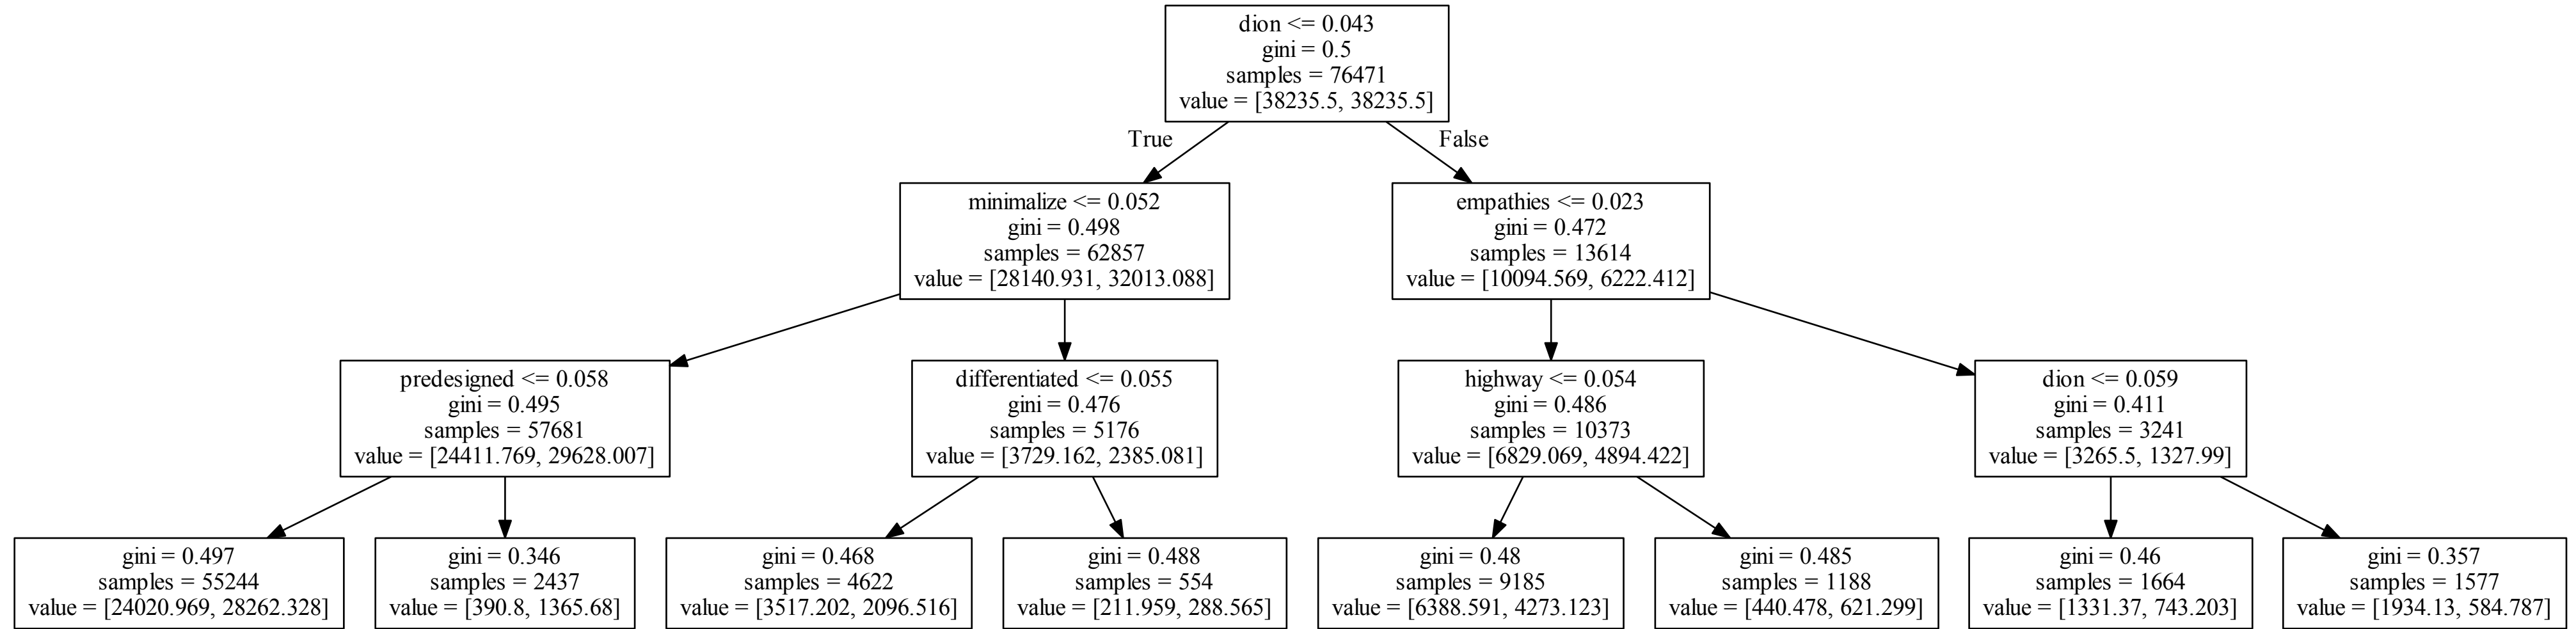 dion <= 0.043
gini = 0.5
samples = 76471
value = [38235.5, 38235.5]
True
False
minimalize <= 0.052
gini = 0.498
samples = 62857
value = [28140.931, 32013.088]
empathies <= 0.023
gini = 0.472
samples = 13614
value = [10094.569, 6222.412]
predesigned <= 0.058
gini = 0.495
samples = 57681
value = [24411.769, 29628.007]
differentiated <= 0.055
gini = 0.476
samples = 5176
value = [3729.162, 2385.081]
highway <= 0.054
gini = 0.486
samples = 10373
value = [6829.069, 4894.422]
dion <= 0.059
gini = 0.411
samples = 3241
value = [3265.5, 1327.99]
gini = 0.497
samples = 55244
value = [24020.969, 28262.328]
gini = 0.346
samples = 2437
value = [390.8, 1365.68]
gini = 0.468
samples = 4622
value = [3517.202, 2096.516]
gini = 0.488
samples = 554
value = [211.959, 288.565]
gini = 0.48
samples = 9185
value = [6388.591, 4273.123]
gini = 0.485
samples = 1188
value = [440.478, 621.299]
gini = 0.46
samples = 1664
value = [1331.37, 743.203]
gini = 0.357
samples = 1577
value = [1934.13, 584.787]